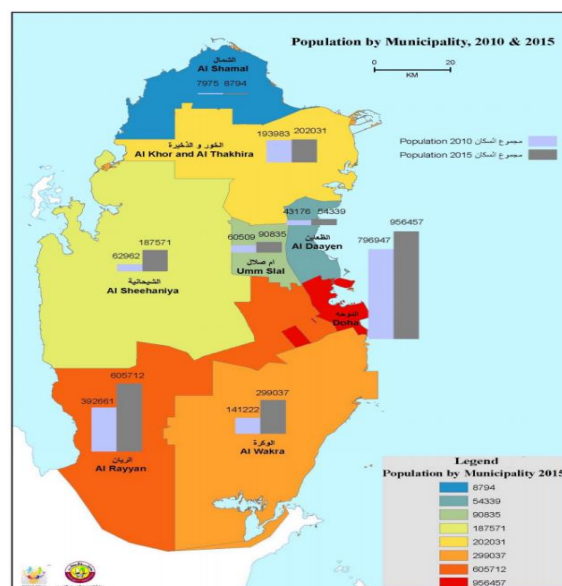 Population by Municipality, 2010 & 2015
0 20
KM
الشمال
Al Shamal
7975 8794
193983 202031
الخور و الذخيرة
Al Khor and Al Thakhira
Population 2010 مجموع السكان
Population 2015 مجموع السكان
43176 54339
الظعاين
Al Daayen
60509 90835
ام صلال
Umm Slal
187571
62962
الشيحانية
Al Sheehaniya
956457
796947
الدوحه
Doha
605712
392661
الريان
Al Rayyan
299037
141222
الوكرة
Al Wakra
Legend
Population by Municipality 2015
8794
54339
90835
187571
202031
299037
605712
956457